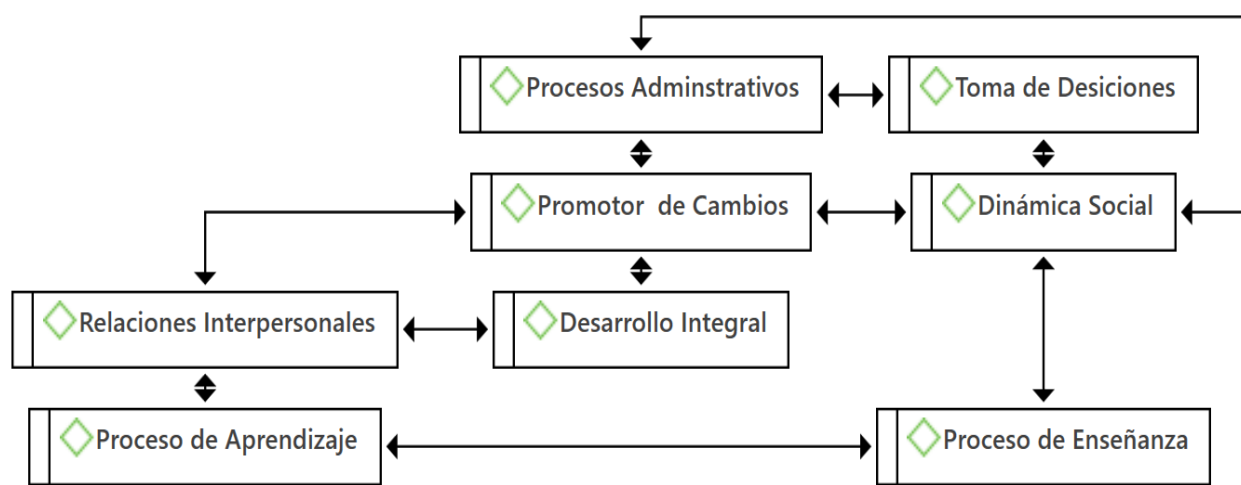 Procesos Adminstrativos
Toma de Desiciones
Promotor de Cambios
Dinámica Social
Relaciones Interpersonales
Desarrollo Integral
Proceso de Aprendizaje
Proceso de Enseñanza